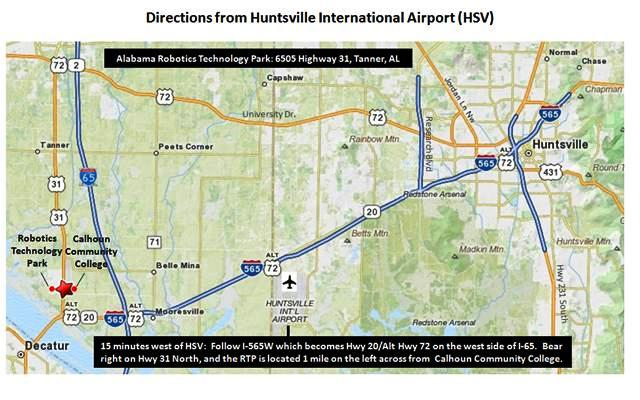 Directions from Huntsville International Airport (HSV)
Alabama Robotics Technology Park: 6505 Highway 31, Tanner, AL
72
2
Normal
Chase
Capshaw
72
Jordan Ln Nw
Chapman
University Dr.
72
565
Research Blvd
Tanner
Peets Corner
Rainbow Mtn.
Huntsville
ALT
565
72
65
431
Round T
31
Redstone Arsenal
31
20
Robotics
Technology
Park
Calhoun
Community
College
71
Betts Mtn.
Madkin Mtn.
Huntsville Mtn.
ALT
Belle Mina
565
72
Hwy 231 South
HUNTSVILLE
INT'L
AIRPORT
ALT
72
20
565
ALT
72
Mooresville
Redstone Arsenal
Decatur
15 minutes west of HSV: Follow I-565W which becomes Hwy 20/Alt Hwy 72 on the west side of I-65. Bear
right on Hwy 31 North, and the RTP is located 1 mile on the left across from Calhoun Community College.